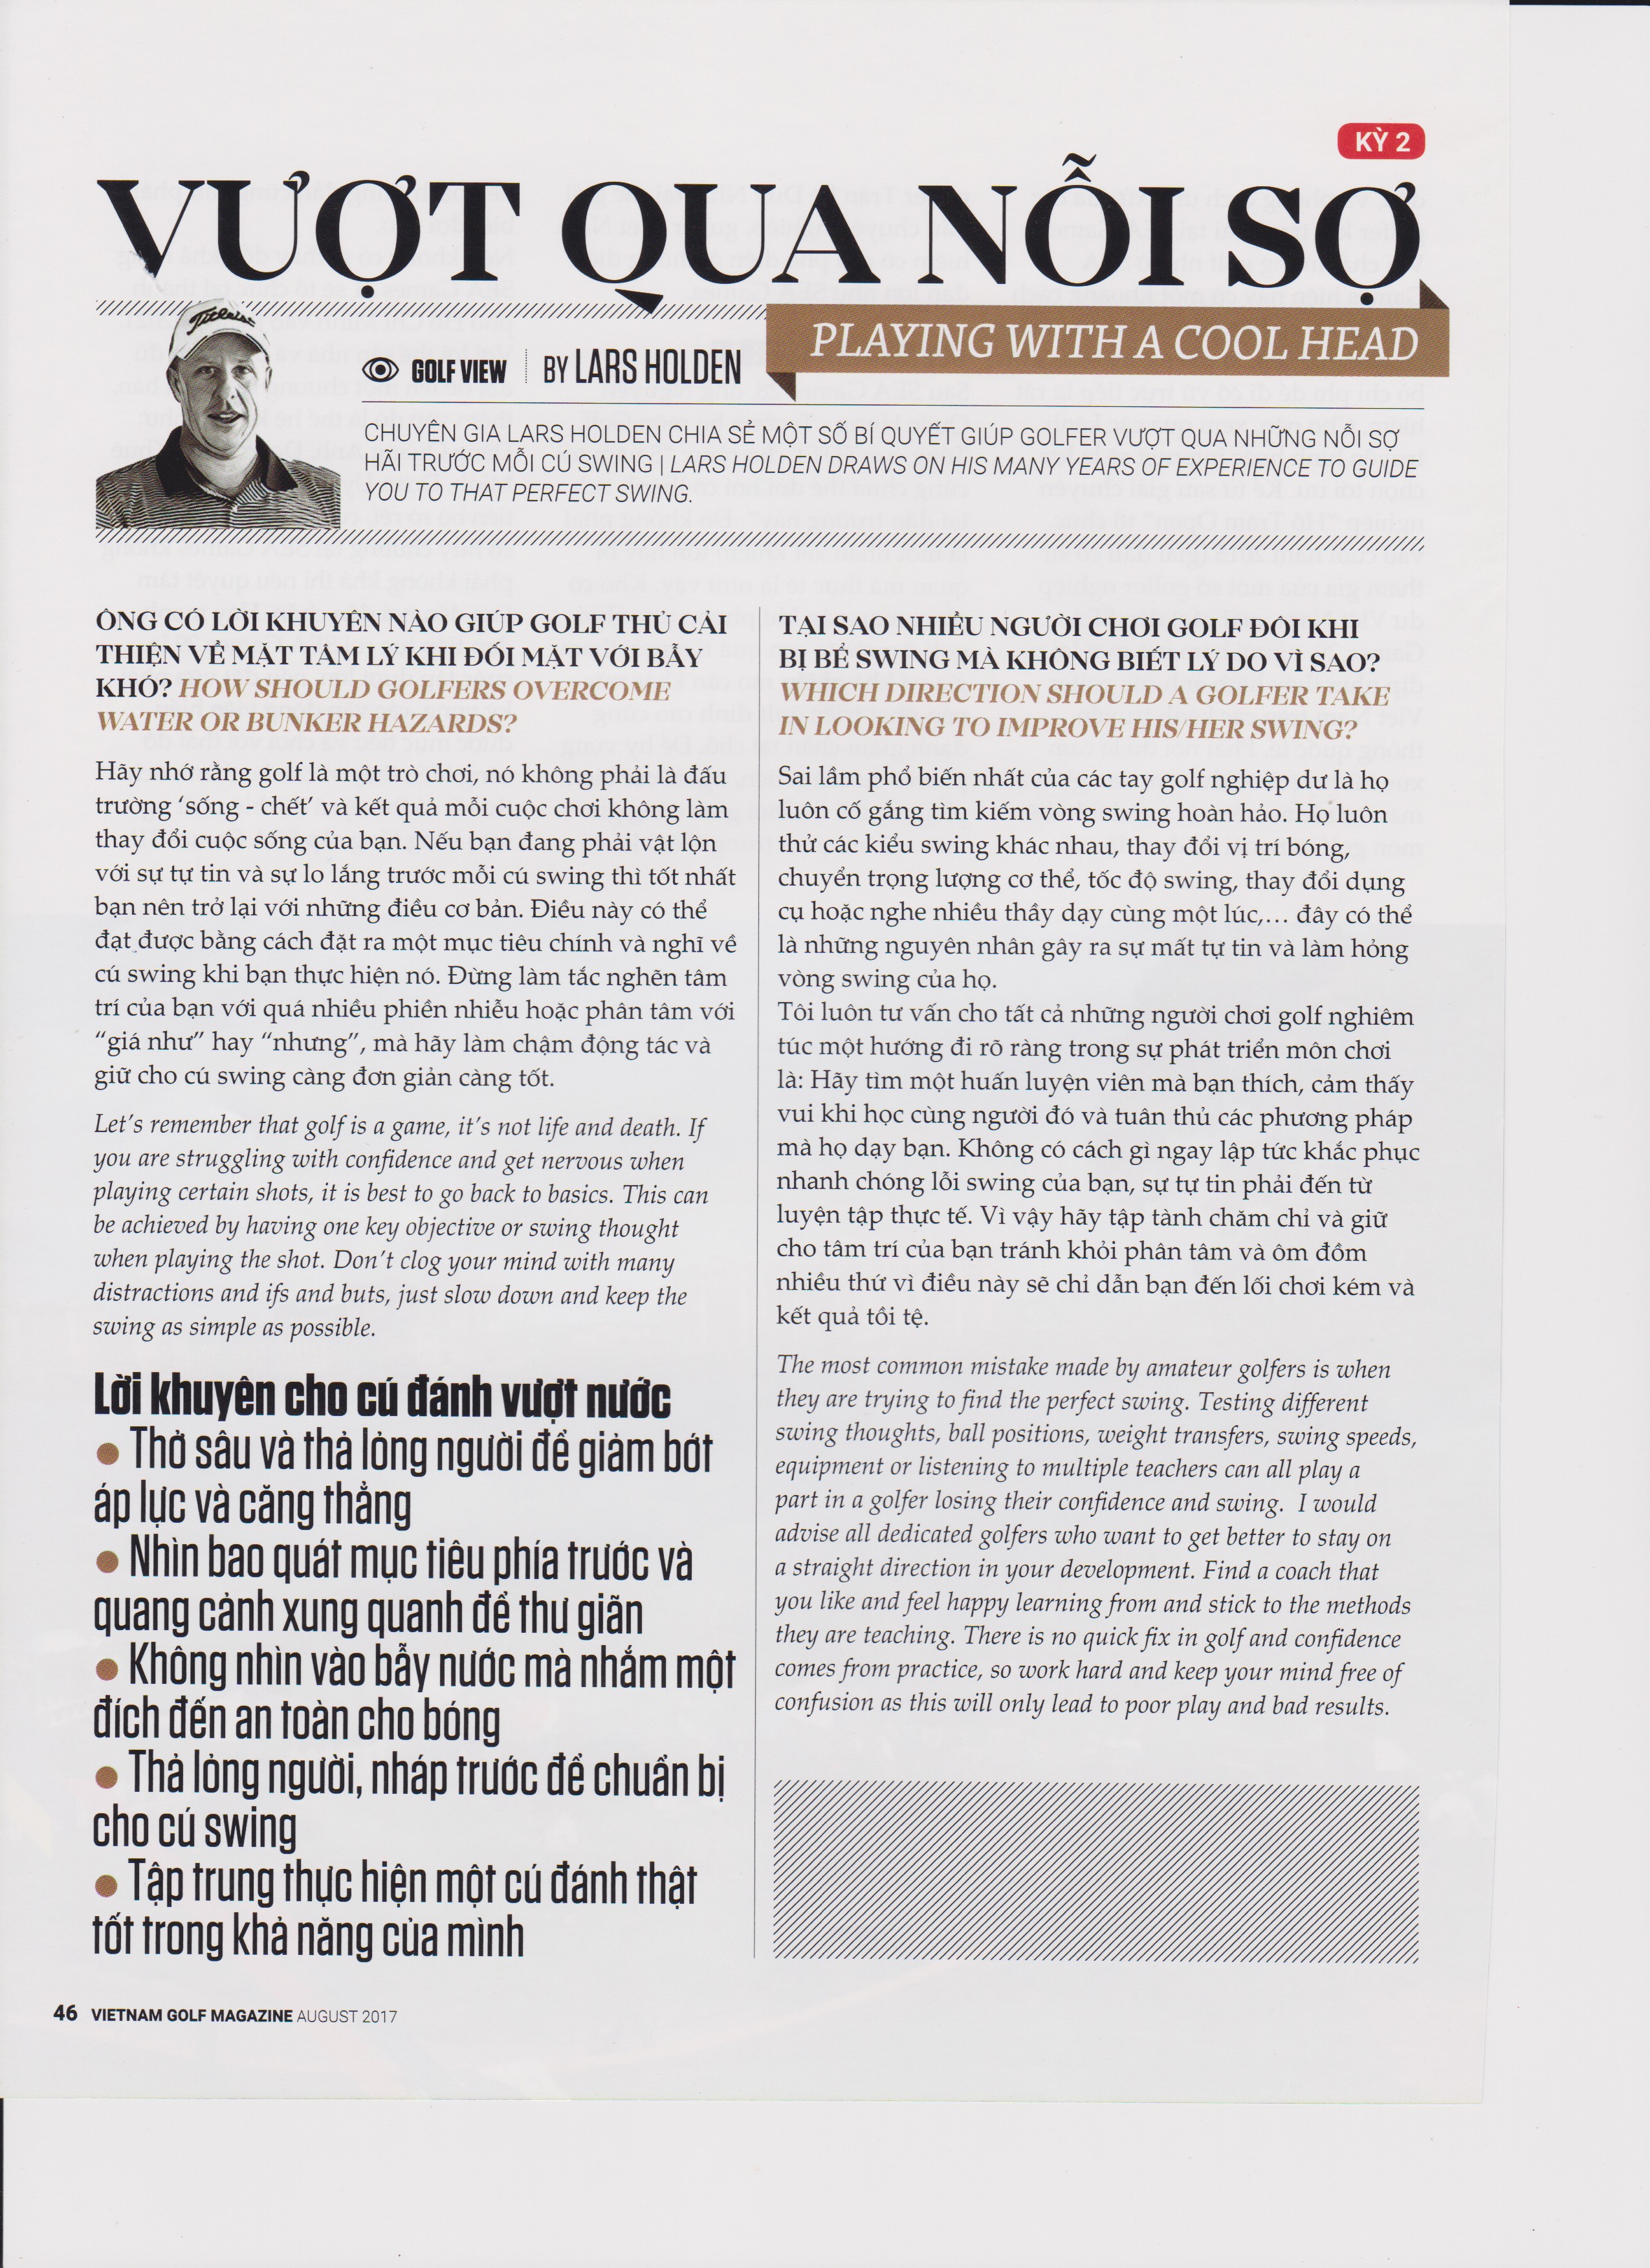 KỲ 2
VƯỢT QUA NỖI SỢ
PLAYING WITH A COOL HEAD
Titleist
GOLF VIEW | BY LARS HOLDEN
CHUYÊN GIA LARS HOLDEN CHIA SẺ MỘT SỐ BÍ QUYẾT GIÚP GOLFER VƯỢT QUA NHỮNG NỖI SỢ
HÃI TRƯỚC MỖI CÚ SWING | LARS HOLDEN DRAWS ON HIS MANY YEARS OF EXPERIENCE TO GUIDE
YOU TO THAT PERFECT SWING.
ÔNG CÓ LỜI KHUYÊN NÀO GIÚP GOLF THỦ CẢI
THIỆN VỀ MẶT TÂM LÝ KHI ĐỐI MẶT VỚI BẪY
KHÓ? HOW SHOULD GOLFERS OVERCOME
WATER OR BUNKER HAZARDS?
Hãy nhớ rằng golf là một trò chơi, nó không phải là đấu
trường ‘sống - chết’ và kết quả mỗi cuộc chơi không làm
thay đổi cuộc sống của bạn. Nếu bạn đang phải vật lộn
với sự tự tin và sự lo lắng trước mỗi cú swing thì tốt nhất
bạn nên trở lại với những điều cơ bản. Điều này có thể
đạt được bằng cách đặt ra một mục tiêu chính và nghĩ về
cú swing khi bạn thực hiện nó. Đừng làm tắc nghẽn tâm
trí của bạn với quá nhiều phiền nhiễu hoặc phân tâm với
“giá như” hay “nhưng”, mà hãy làm chậm động tác và
giữ cho cú swing càng đơn giản càng tốt.
Let’s remember that golf is a game, it’s not life and death. If
you are struggling with confidence and get nervous when
playing certain shots, it is best to go back to basics. This can
be achieved by having one key objective or swing thought
when playing the shot. Don’t clog your mind with many
distractions and ifs and buts, just slow down and keep the
swing as simple as possible.
Lời khuyên cho cú đánh vượt nước
● Thở sâu và thả lỏng người để giảm bớt
áp lực và căng thẳng
● Nhìn bao quát mục tiêu phía trước và
quang cảnh xung quanh để thư giãn
● Không nhìn vào bẫy nước mà nhắm một
đích đến an toàn cho bóng
● Thả lỏng người, nháp trước để chuẩn bị
cho cú swing
● Tập trung thực hiện một cú đánh thật
tốt trong khả năng của mình
TẠI SAO NHIỀU NGƯỜI CHƠI GOLF ĐÔI KHI
BỊ BỂ SWING MÀ KHÔNG BIẾT LÝ DO VÌ SAO?
WHICH DIRECTION SHOULD A GOLFER TAKE
IN LOOKING TO IMPROVE HIS/HER SWING?
Sai lầm phổ biến nhất của các tay golf nghiệp dư là họ
luôn cố gắng tìm kiếm vòng swing hoàn hảo. Họ luôn
thử các kiểu swing khác nhau, thay đổi vị trí bóng,
chuyển trọng lượng cơ thể, tốc độ swing, thay đổi dụng
cụ hoặc nghe nhiều thầy dạy cùng một lúc,... đây có thể
là những nguyên nhân gây ra sự mất tự tin và làm hỏng
vòng swing của họ.
Tôi luôn tư vấn cho tất cả những người chơi golf nghiêm
túc một hướng đi rõ ràng trong sự phát triển môn chơi
là: Hãy tìm một huấn luyện viên mà bạn thích, cảm thấy
vui khi học cùng người đó và tuân thủ các phương pháp
mà họ dạy bạn. Không có cách gì ngay lập tức khắc phục
nhanh chóng lỗi swing của bạn, sự tự tin phải đến từ
luyện tập thực tế. Vì vậy hãy tập tành chăm chỉ và giữ
cho tâm trí của bạn tránh khỏi phân tâm và ôm đồm
nhiều thứ vì điều này sẽ chỉ dẫn bạn đến lối chơi kém và
kết quả tồi tệ.
The most common mistake made by amateur golfers is when
they are trying to find the perfect swing. Testing different
swing thoughts, ball positions, weight transfers, swing speeds,
equipment or listening to multiple teachers can all play a
part in a golfer losing their confidence and swing.  I would
advise all dedicated golfers who want to get better to stay on
a straight direction in your development. Find a coach that
you like and feel happy learning from and stick to the methods
they are teaching. There is no quick fix in golf and confidence
comes from practice, so work hard and keep your mind free of
confusion as this will only lead to poor play and bad results.
46 VIETNAM GOLF MAGAZINE AUGUST 2017